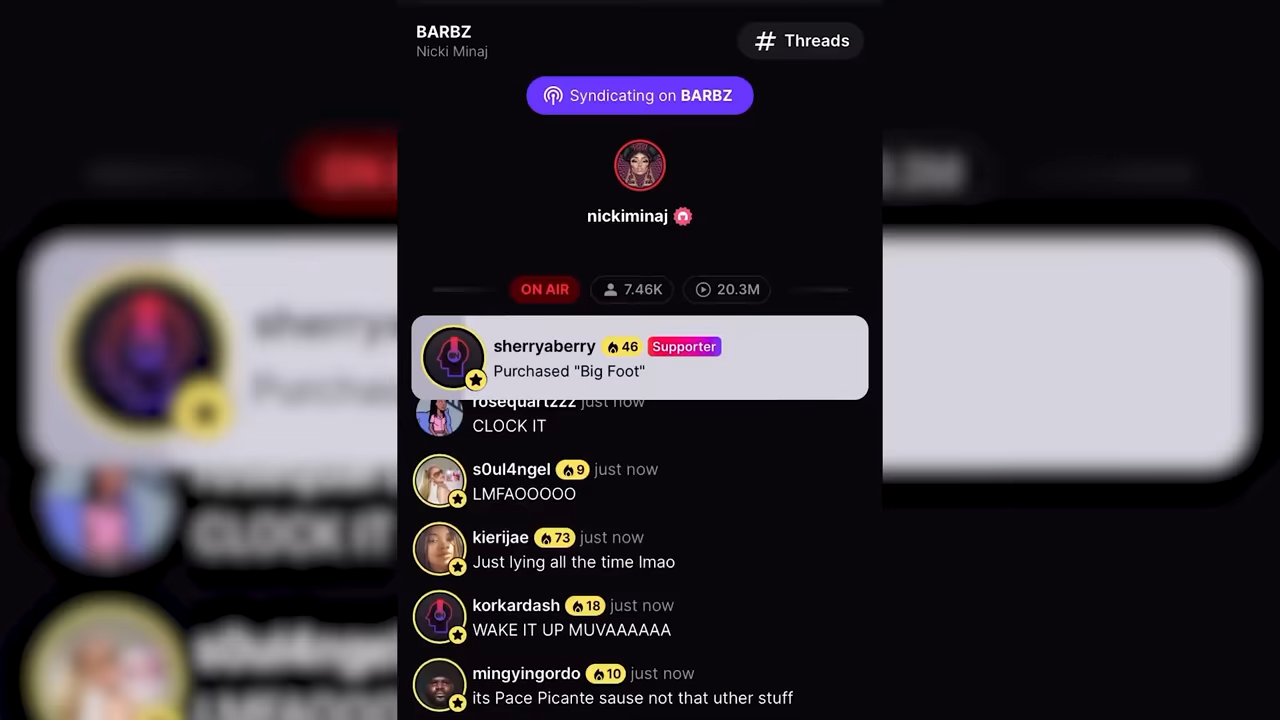 BARBZ
Nicki Minaj
# Threads
Syndicating on BARBZ
nickiminaj
ON AIR 7.46K 20.3M
sherryaberry 46 Supporter
Purchased "Big Foot"
rosequartzzz just now
CLOCK IT
s0ul4ngel 9 just now
LMFAOOOOO
kierijae 73 just now
Just lying all the time lmao
korkardash 18 just now
WAKE IT UP MUVAAAAAA
mingyingordo 10 just now
its Pace Picante sause not that uther stuff